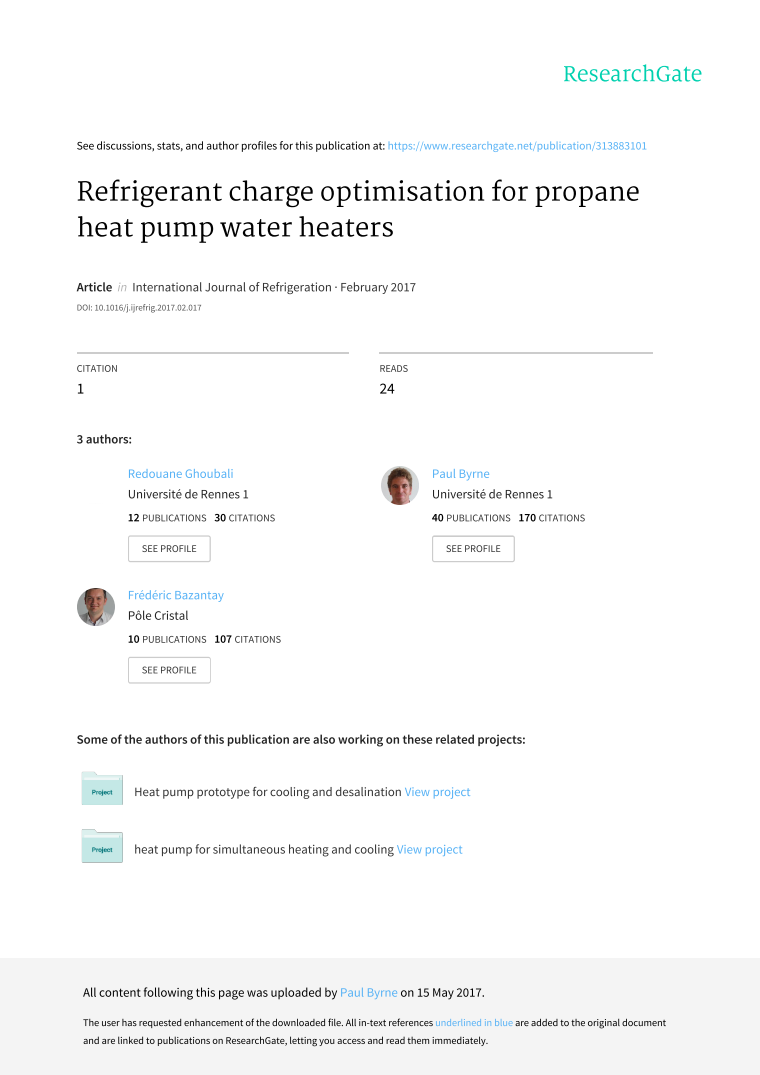 ResearchGate
See discussions, stats, and author profiles for this publication at: https://www.researchgate.net/publication/313883101
Refrigerant charge optimisation for propane
heat pump water heaters
Article in International Journal of Refrigeration · February 2017
DOI: 10.1016/j.ijrefrig.2017.02.017
CITATION
1
READS
24
3 authors:
Redouane Ghoubali
Université de Rennes 1
12 PUBLICATIONS 30 CITATIONS
SEE PROFILE
Paul Byrne
Université de Rennes 1
40 PUBLICATIONS 170 CITATIONS
SEE PROFILE
Frédéric Bazantay
Pôle Cristal
10 PUBLICATIONS 107 CITATIONS
SEE PROFILE
Some of the authors of this publication are also working on these related projects:
Project
Heat pump prototype for cooling and desalination View project
Project
heat pump for simultaneous heating and cooling View project
All content following this page was uploaded by Paul Byrne on 15 May 2017.
The user has requested enhancement of the downloaded file. All in-text references underlined in blue are added to the original document
and are linked to publications on ResearchGate, letting you access and read them immediately.